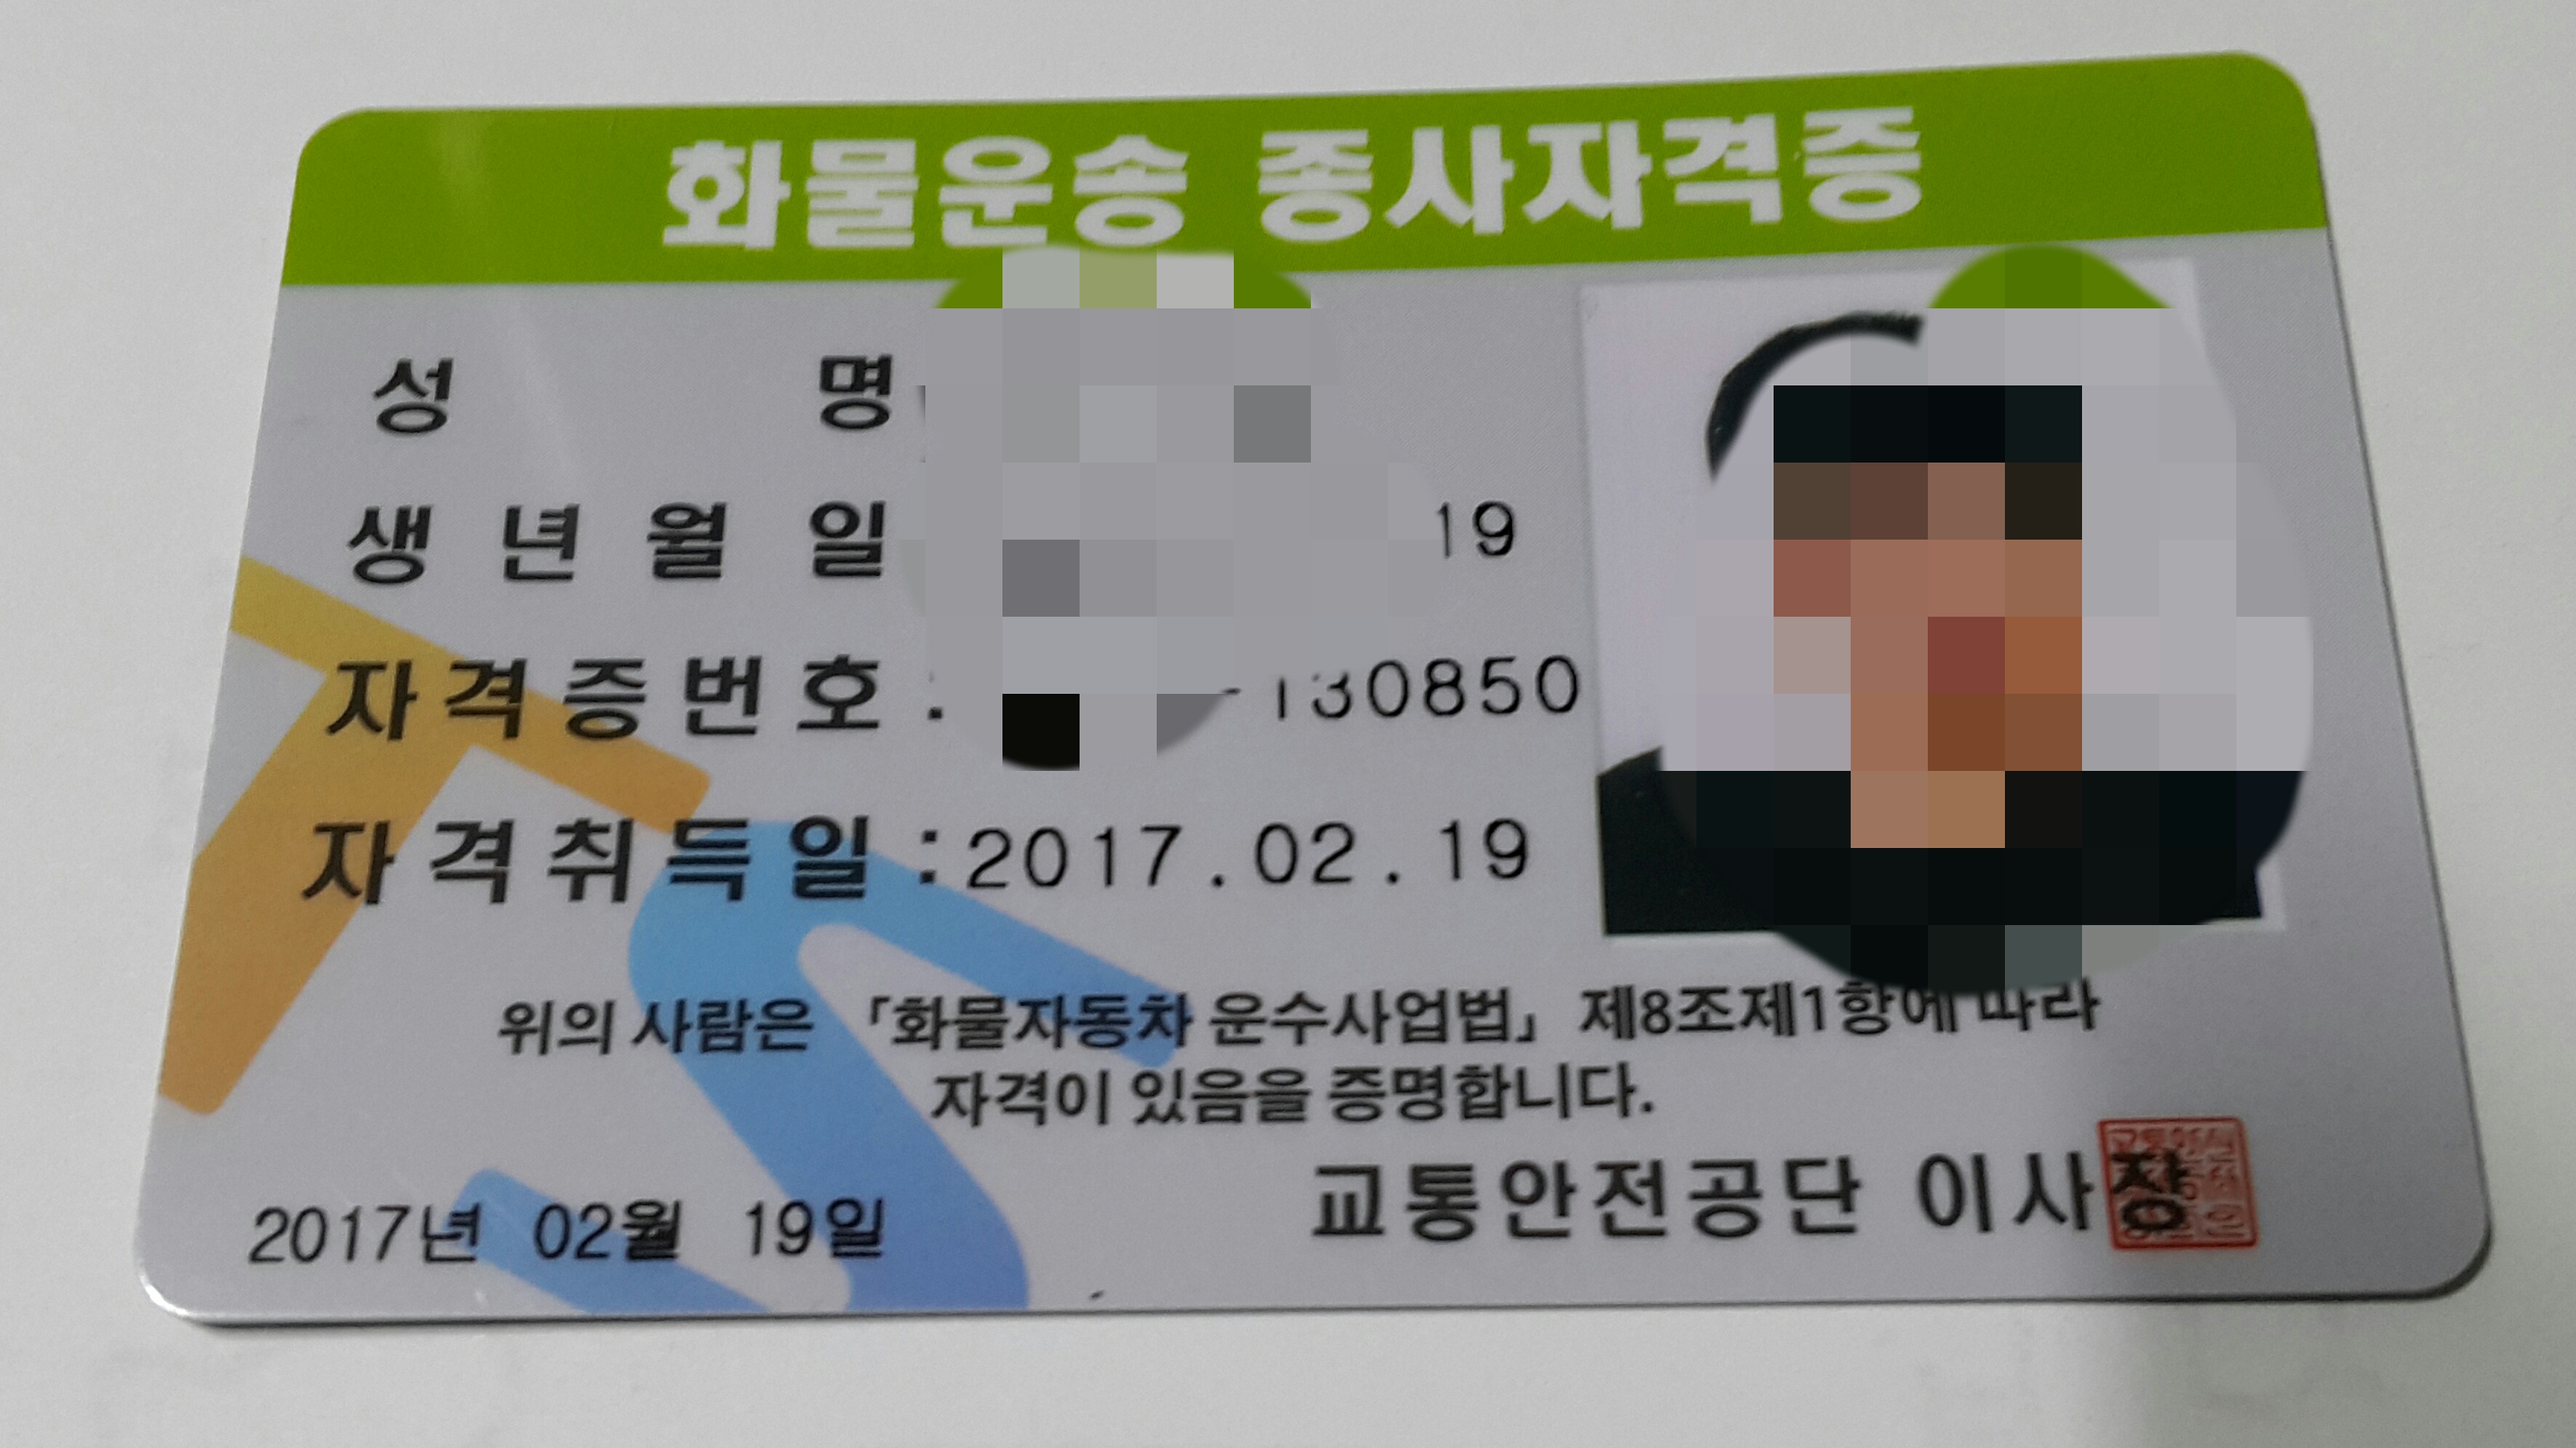 화물운송 종사자격증
성 명
생 년 월 일 19
자격증번호 : -130850
자격취득일 : 2017.02.19
위의 사람은 「화물자동차 운수사업법」 제8조제1항에 따라
자격이 있음을 증명합니다.
2017년 02월 19일
교통안전공단 이사장